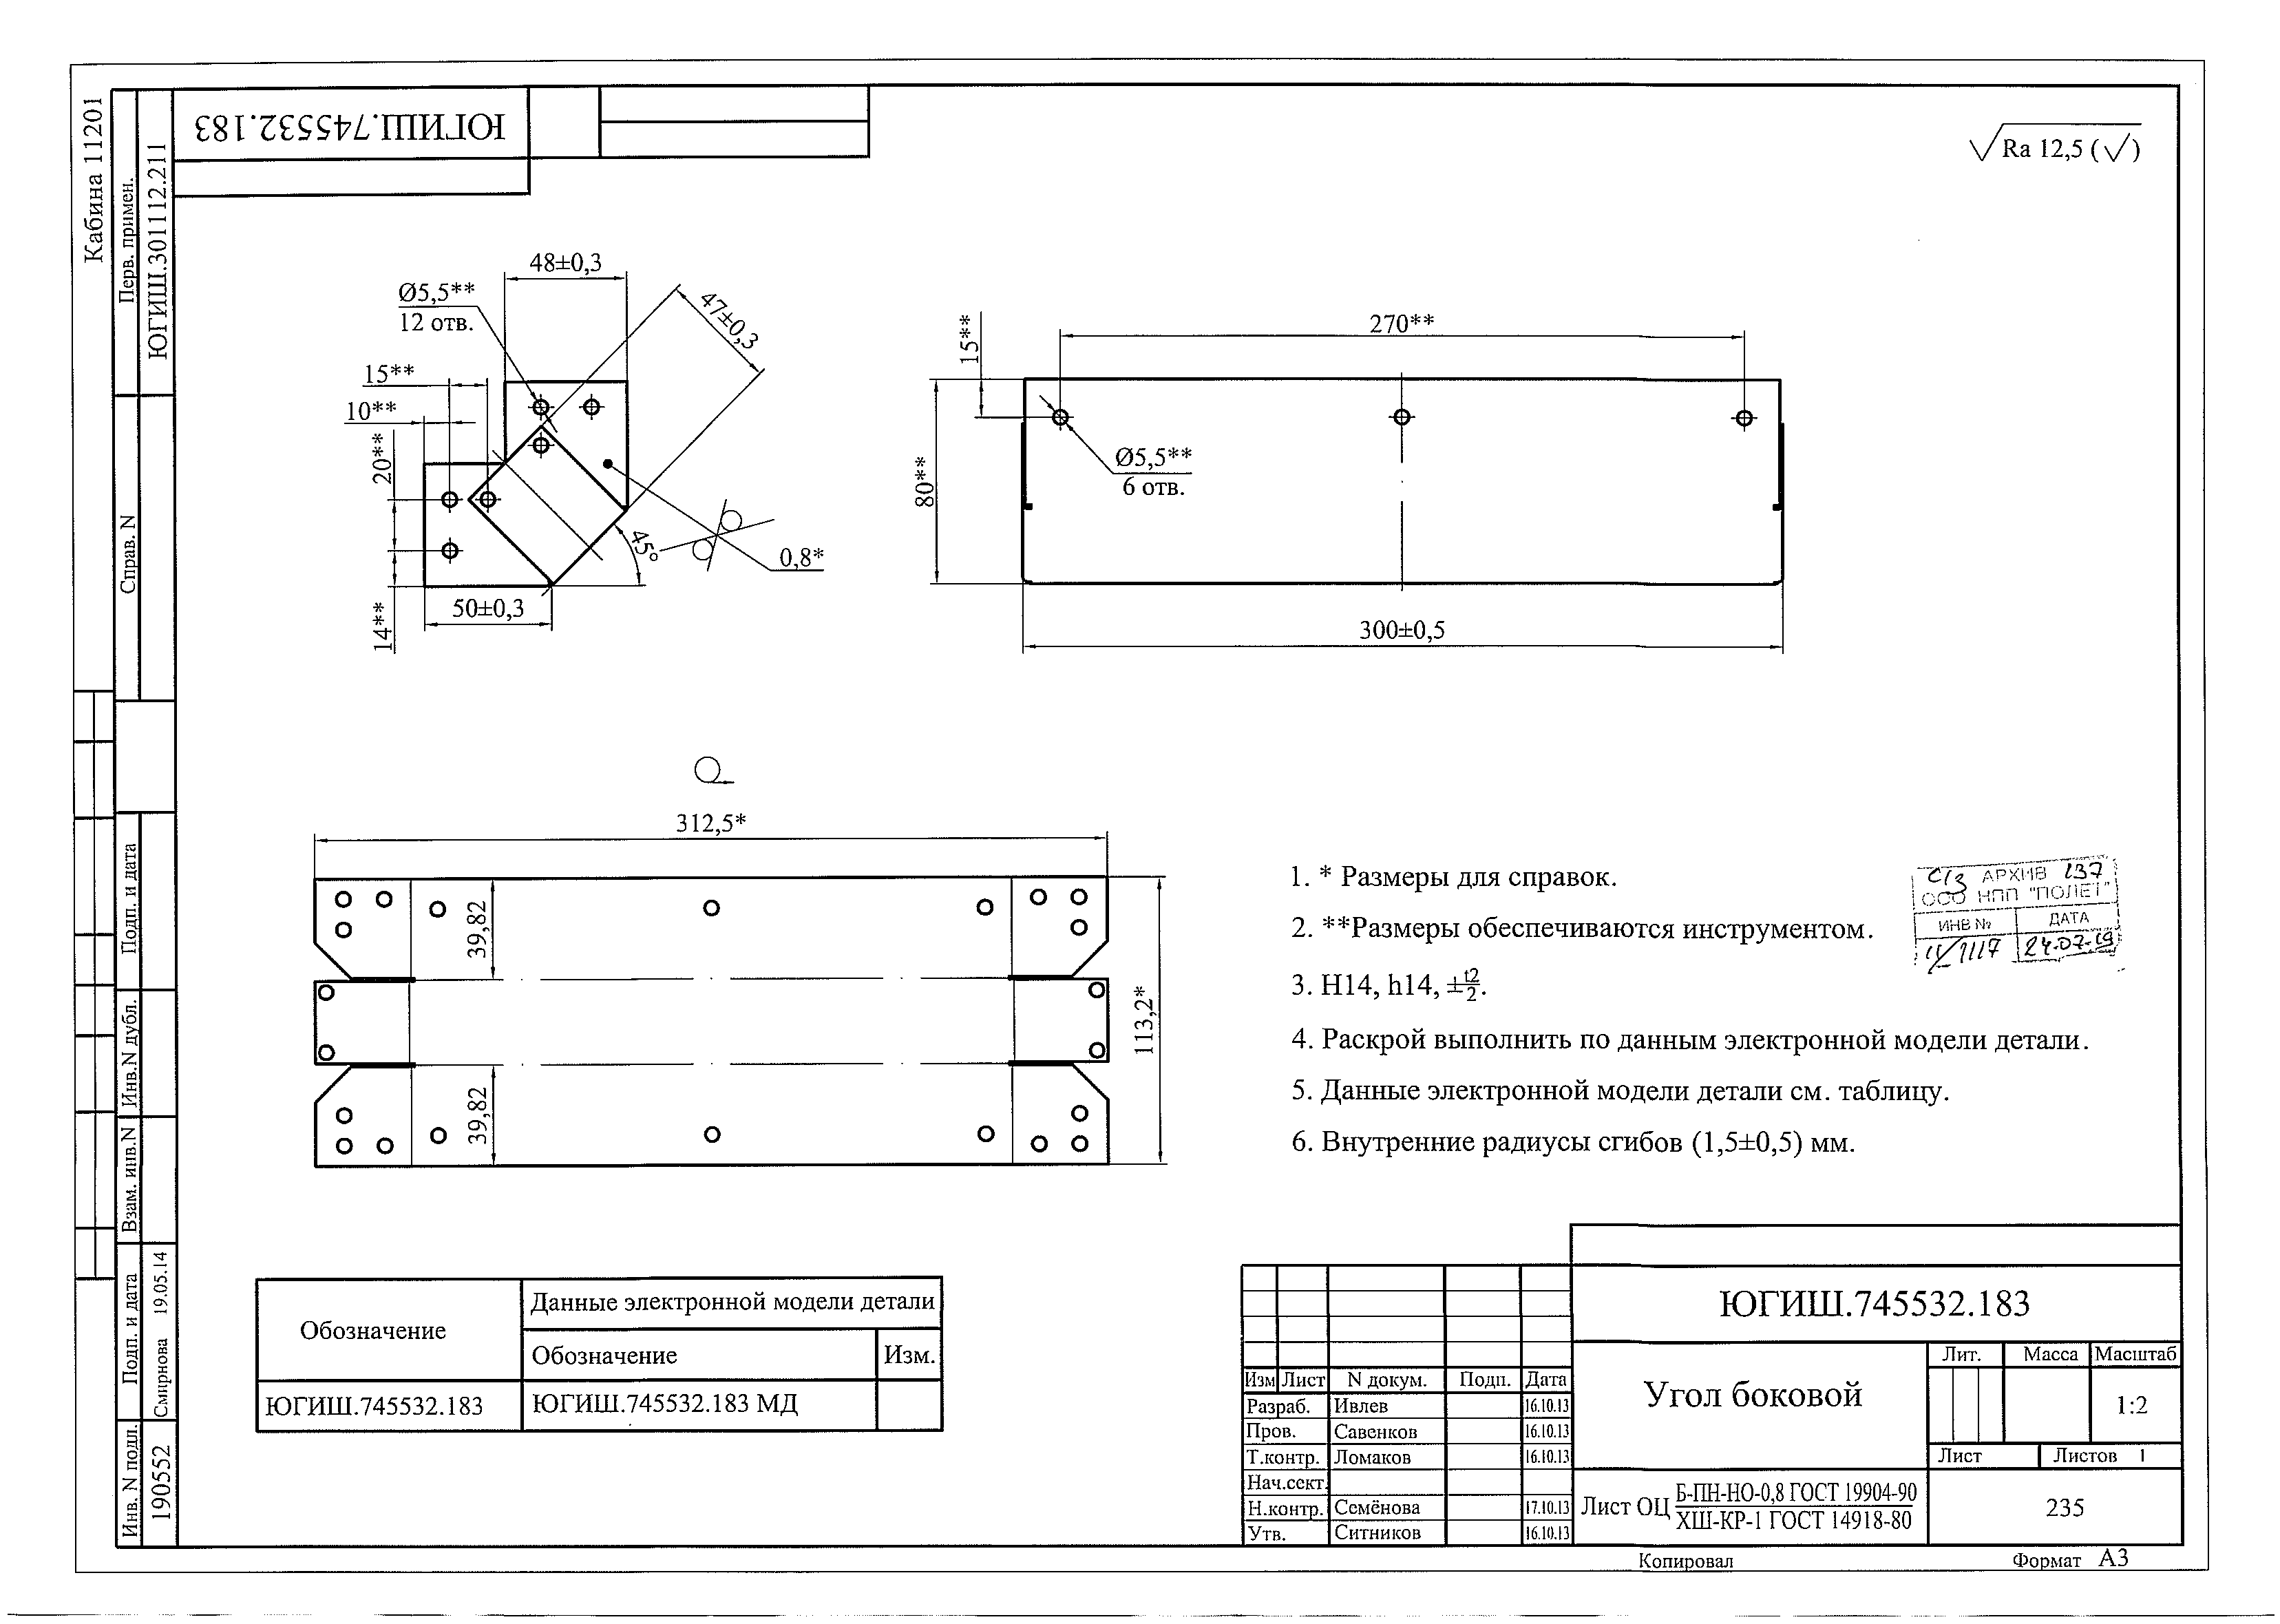 Кабина 11201
Перв. примен.
ЮГИШ.301112.211
Справ. N
ЮГИШ.745532.183
√Ra 12,5 (√)
48±0,3
Ø5,5**
12 отв.
47±0,3
15**
10**
20**
14**
50±0,3
45°
0,8*
270**
15**
80**
Ø5,5**
6 отв.
300±0,5
312,5*
39,82
39,82
113,2*
1. * Размеры для справок.
2. **Размеры обеспечиваются инструментом.
3. H14, h14, ±t2/2.
4. Раскрой выполнить по данным электронной модели детали.
5. Данные электронной модели детали см. таблицу.
6. Внутренние радиусы сгибов (1,5±0,5) мм.
АРХИВ 137
ООО НПП "ПОЛЕТ"
ИНВ № ДАТА
24.07.19
Подп. и дата
Инв.N дубл.
Взам. инв.N
Подп. и дата
Смирнова 19.05.14
Инв. N подл.
190552
Обозначение
Данные электронной модели детали
Обозначение Изм.
ЮГИШ.745532.183 ЮГИШ.745532.183 МД
ЮГИШ.745532.183
Изм Лист N докум. Подп. Дата
Разраб. Ивлев 16.10.13
Пров. Савенков 16.10.13
Т.контр. Ломаков 16.10.13
Нач.сект.
Н.контр. Семёнова 17.10.13
Утв. Ситников 16.10.13
Угол боковой
Лит. Масса Масштаб
1:2
Лист Листов 1
Лист ОЦ Б-ПН-НО-0,8 ГОСТ 19904-90
ХШ-КР-1 ГОСТ 14918-80
235
Копировал Формат А3